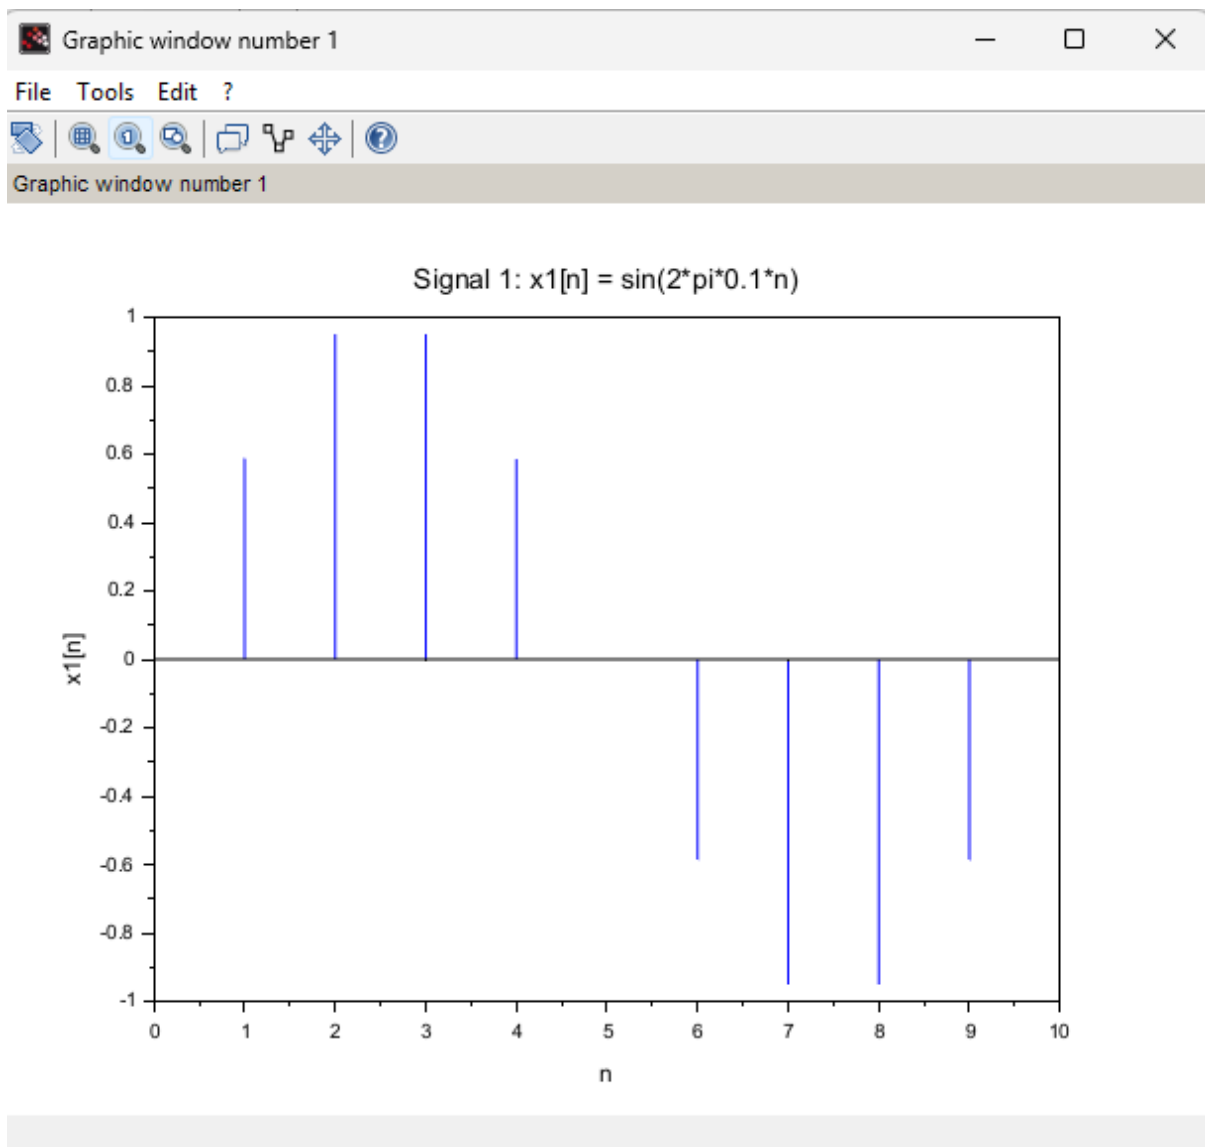 Graphic window number 1
File Tools Edit ?
Graphic window number 1
Signal 1: x1[n] = sin(2*pi*0.1*n)
1
0.8
0.6
0.4
0.2
0
-0.2
-0.4
-0.6
-0.8
-1
x1[n]
0 1 2 3 4 5 6 7 8 9 10
n